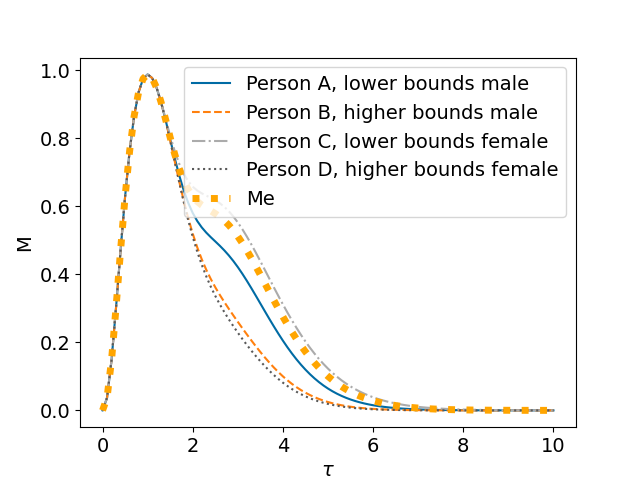 1.0
0.8
0.6
0.4
0.2
0.0
M
Person A, lower bounds male
Person B, higher bounds male
Person C, lower bounds female
Person D, higher bounds female
Me
0 2 4 6 8 10
τ